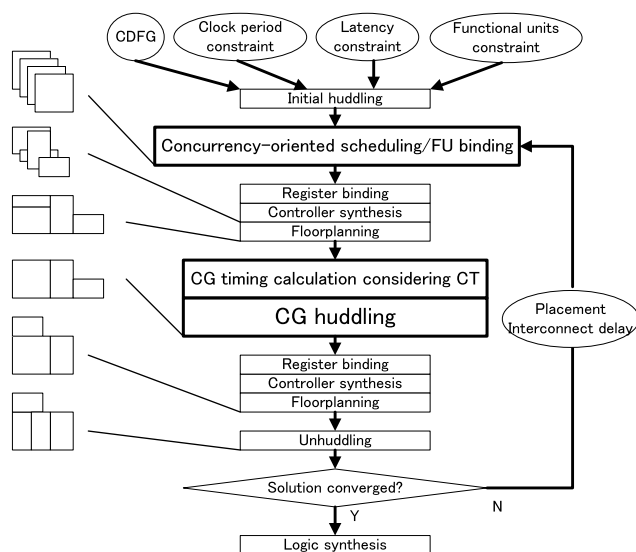 CDFG
Clock period
constraint
Latency
constraint
Functional units
constraint
Initial huddling
Concurrency-oriented scheduling/FU binding
Register binding
Controller synthesis
Floorplanning
CG timing calculation considering CT
CG huddling
Placement
Interconnect delay
Register binding
Controller synthesis
Floorplanning
Unhuddling
Solution converged?
N
Y
Logic synthesis